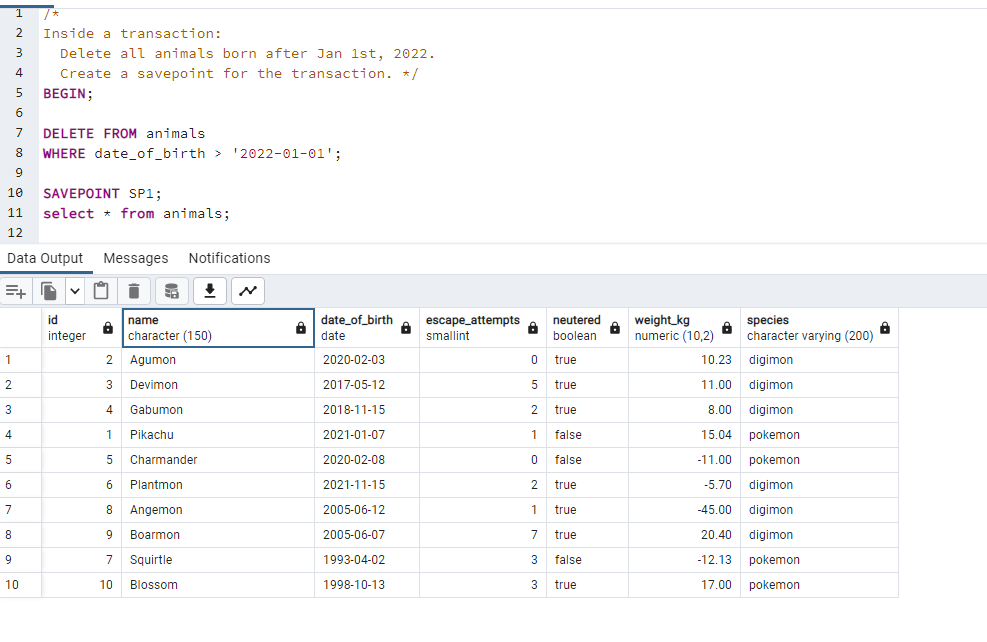 1 /*
2 Inside a transaction:
3 Delete all animals born after Jan 1st, 2022.
4 Create a savepoint for the transaction. */
5 BEGIN;
6
7 DELETE FROM animals
8 WHERE date_of_birth > '2022-01-01';
9
10 SAVEPOINT SP1;
11 select * from animals;
12
Data Output Messages Notifications
id name date_of_birth escape_attempts neutered weight_kg species
integer character (150) date smallint boolean numeric (10,2) character varying (200)
1 2 Agumon 2020-02-03 0 true 10.23 digimon
2 3 Devimon 2017-05-12 5 true 11.00 digimon
3 4 Gabumon 2018-11-15 2 true 8.00 digimon
4 1 Pikachu 2021-01-07 1 false 15.04 pokemon
5 5 Charmander 2020-02-08 0 false -11.00 pokemon
6 6 Plantmon 2021-11-15 2 true -5.70 digimon
7 8 Angemon 2005-06-12 1 true -45.00 digimon
8 9 Boarmon 2005-06-07 7 true 20.40 digimon
9 7 Squirtle 1993-04-02 3 false -12.13 pokemon
10 10 Blossom 1998-10-13 3 true 17.00 pokemon